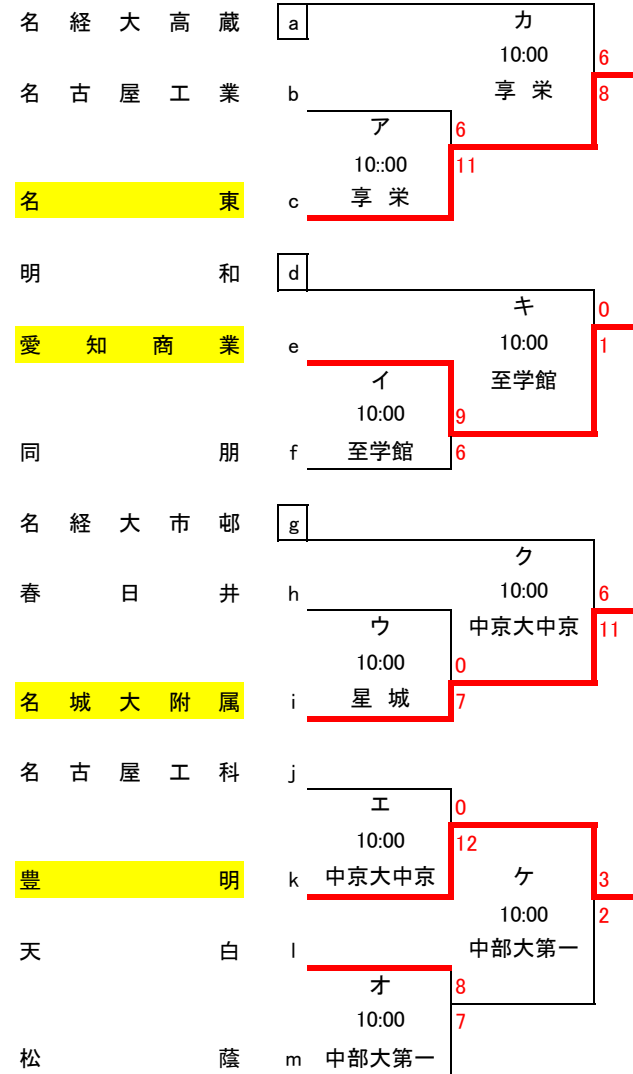 名経大高蔵 a カ
10:00 6
名古屋工業 b 享栄 8
ア 6
10::00 11
名東 c 享栄
明和 d
キ 0
愛知商業 e 10:00 1
イ 至学館
10:00 9
同朋 f 至学館 6
名経大市邨 g
ク
春日井 h 10:00 6
ウ 中京大中京 11
10:00 0
名城大附属 i 星城 7
名古屋工科 j
エ 0
10:00 12
豊明 k 中京大中京 ケ 3
10:00 2
天白 l 中部大第一
オ 8
10:00 7
松蔭 m 中部大第一